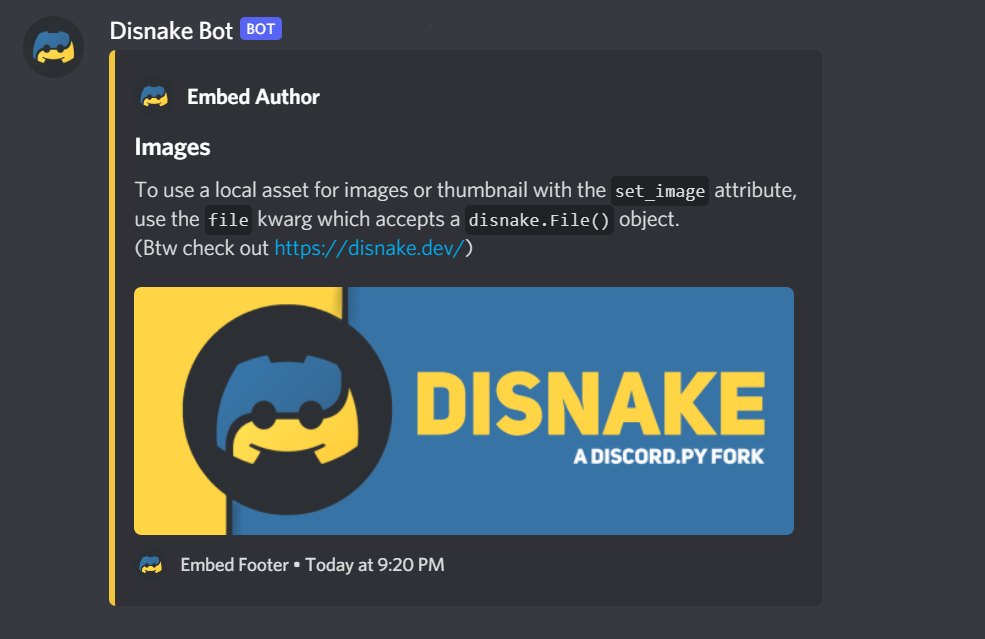 Disnake Bot BOT
Embed Author
Images
To use a local asset for images or thumbnail with the set_image attribute,
use the file kwarg which accepts a disnake.File() object.
(Btw check out https://disnake.dev/)
DISNAKE
A DISCORD.PY FORK
Embed Footer • Today at 9:20 PM